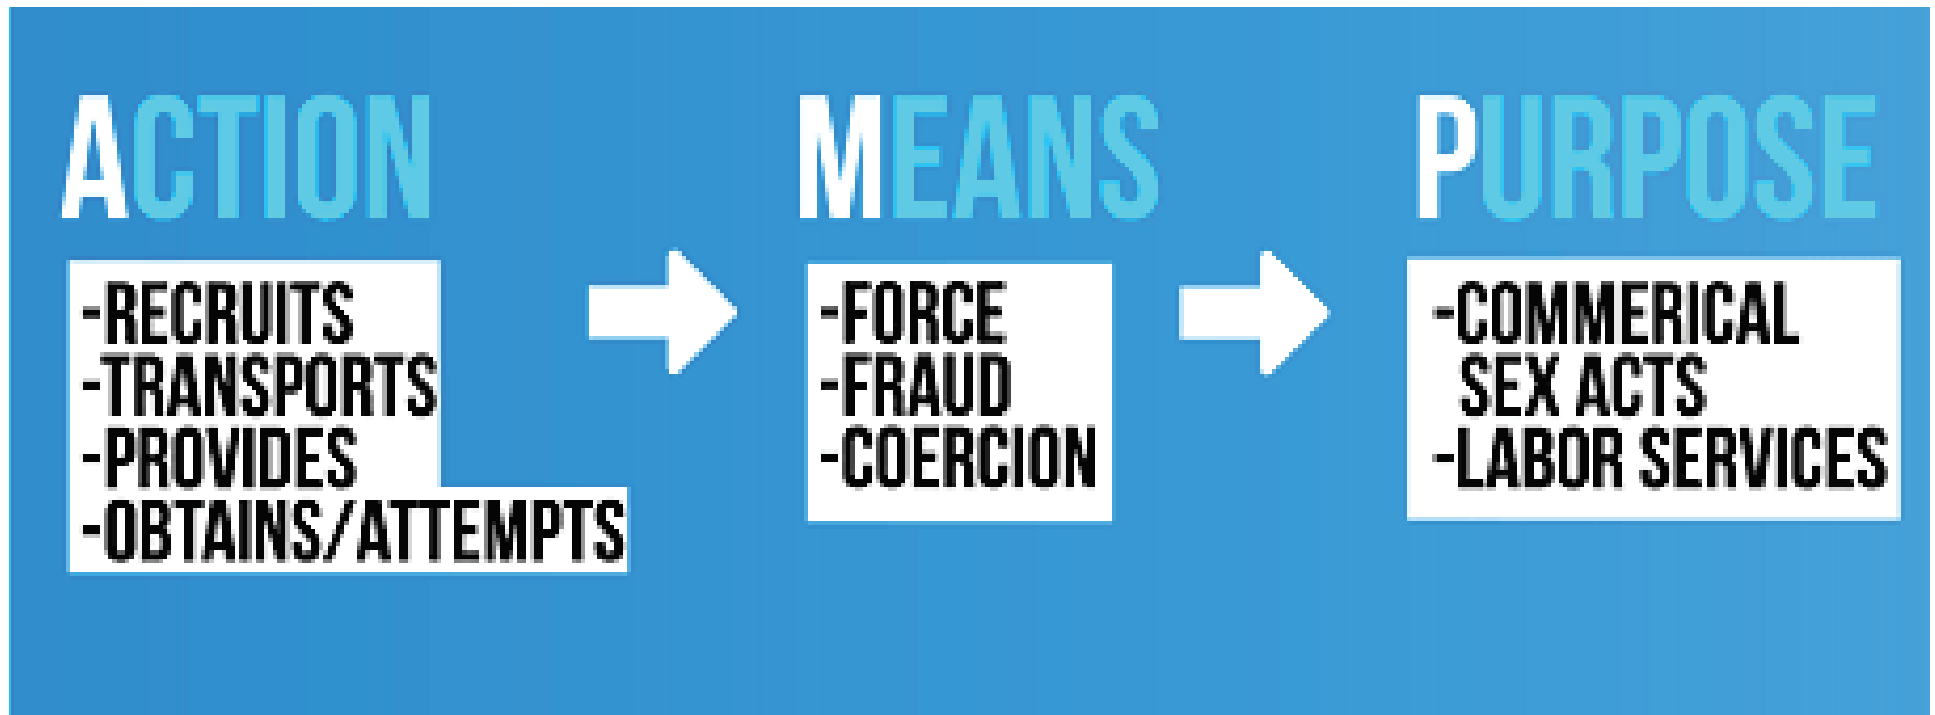 ACTION
-RECRUITS
-TRANSPORTS
-PROVIDES
-OBTAINS/ATTEMPTS
MEANS
-FORCE
-FRAUD
-COERCION
PURPOSE
-COMMERICAL
SEX ACTS
-LABOR SERVICES